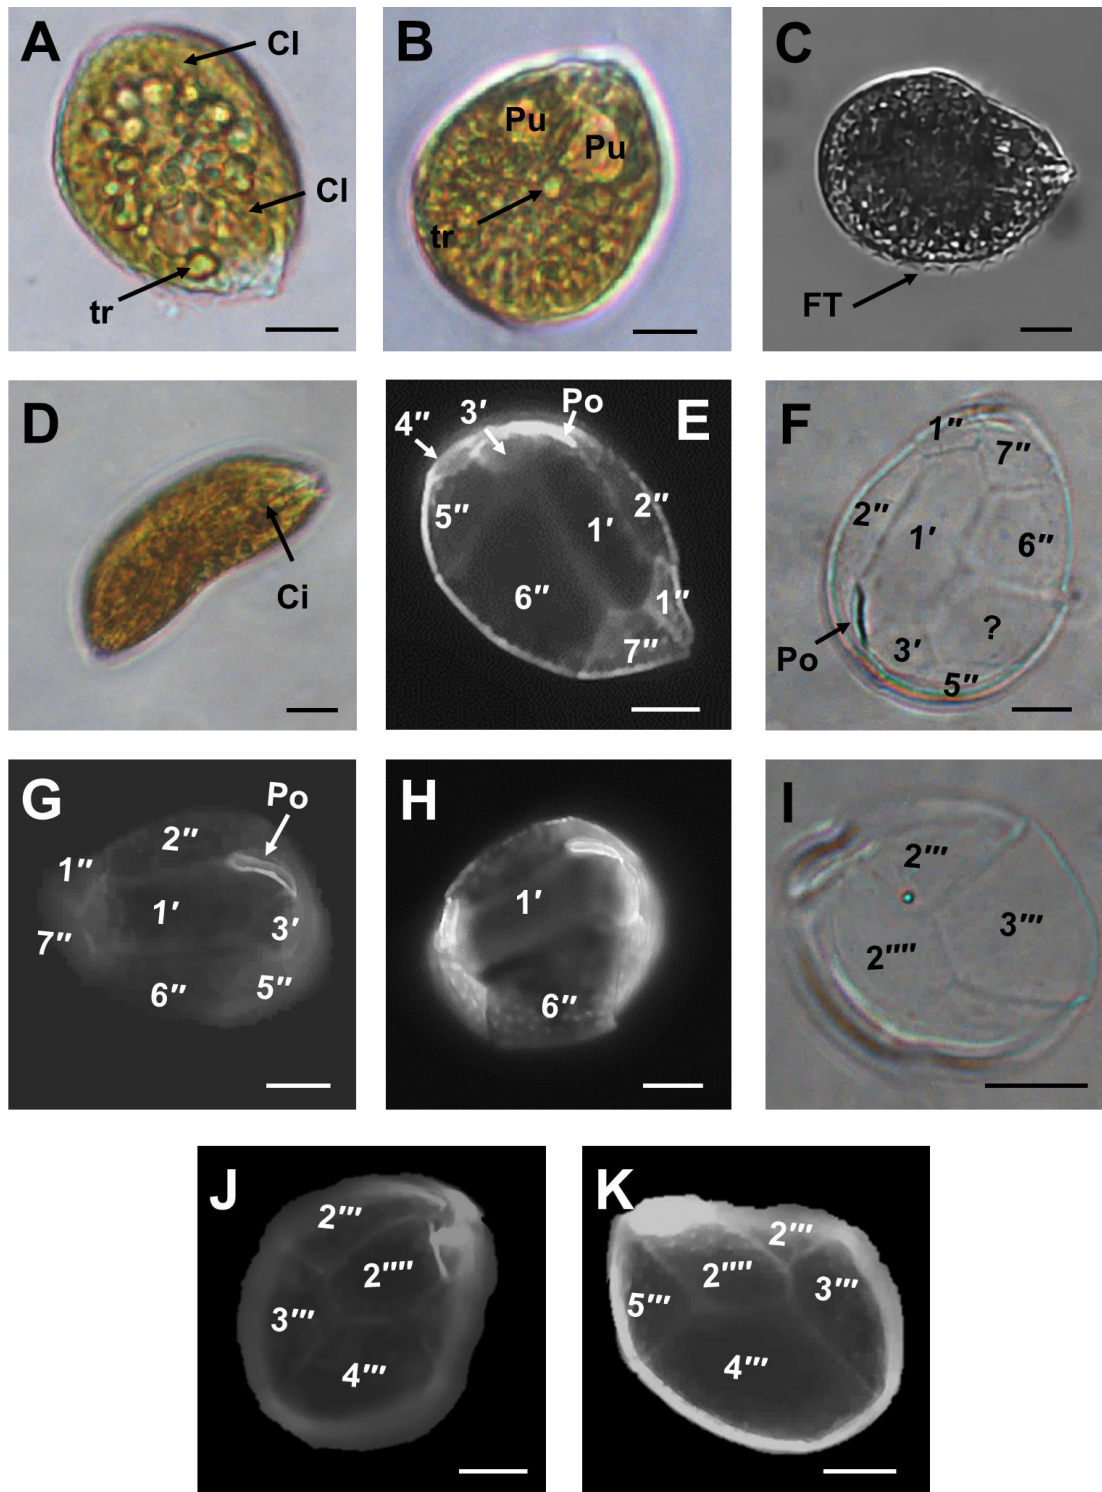 A
Cl
Cl
tr
B
Pu
Pu
tr
C
FT
D
Ci
E
4″
3′
Po
5″
2″
1′
6″
1″
7″
F
1″
7″
2″
1′
6″
Po
3′
?
5″
G
Po
2″
1″
1′
3′
7″
6″
5″
H
1′
6″
I
2‴
3‴
2⁗
J
2‴
2⁗
3‴
4‴
K
2‴
2⁗
3‴
5‴
4‴